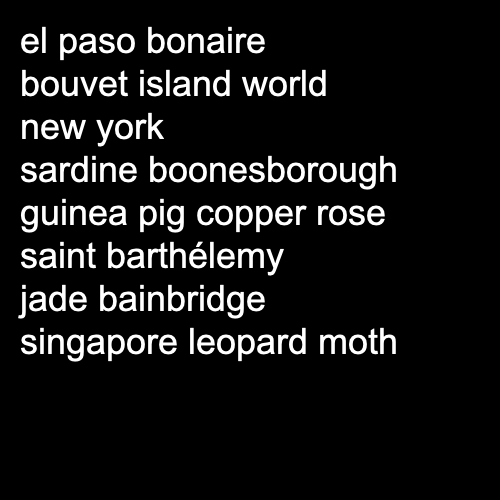 el paso bonaire
bouvet island world
new york
sardine boonesborough
guinea pig copper rose
saint barthélemy
jade bainbridge
singapore leopard moth